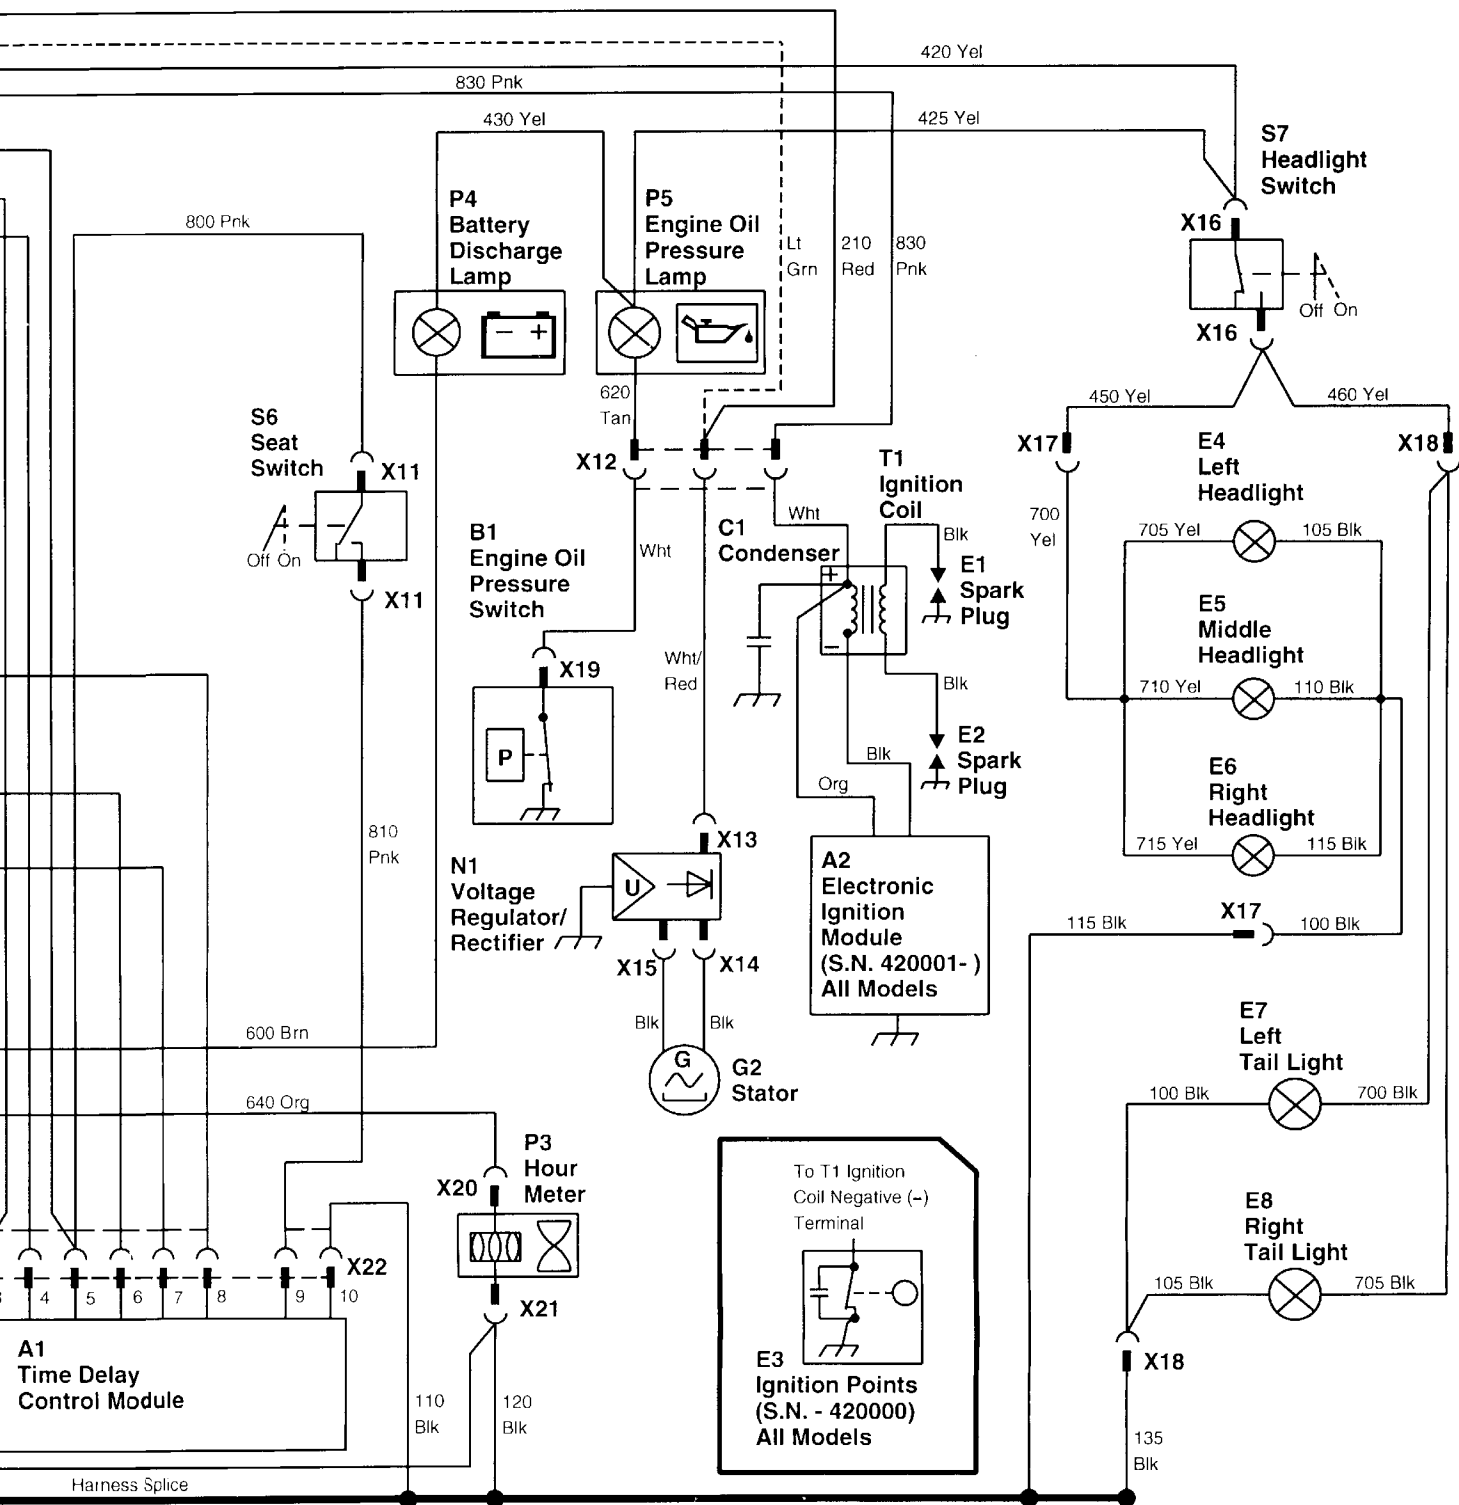 420 Yel
830 Pnk
430 Yel
425 Yel
S7
Headlight
Switch
800 Pnk
P4
Battery
Discharge
Lamp
P5
Engine Oil
Pressure
Lamp
Lt
Grn
210
Red
830
Pnk
X16
Off On
X16
− +
620
Tan
450 Yel
460 Yel
S6
Seat
Switch
X11
X12
T1
Ignition
Coil
X17
E4
Left
Headlight
X18
Off On
X11
B1
Engine Oil
Pressure
Switch
Wht
C1
Condenser
Wht
Blk
+
−
E1
Spark
Plug
700
Yel
705 Yel
105 Blk
E5
Middle
Headlight
X19
Wht/
Red
Blk
710 Yel
110 Blk
P
E2
Spark
Plug
Blk
Org
E6
Right
Headlight
715 Yel
115 Blk
810
Pnk
X13
N1
Voltage
Regulator/
Rectifier
U
A2
Electronic
Ignition
Module
(S.N. 420001- )
All Models
X17
115 Blk
100 Blk
X15
X14
Blk
Blk
G
G2
Stator
600 Brn
E7
Left
Tail Light
100 Blk
700 Blk
640 Org
P3
Hour
Meter
X20
To T1 Ignition
Coil Negative (−)
Terminal
E8
Right
Tail Light
105 Blk
705 Blk
X22
4 5 6 7 8 9 10
X21
A1
Time Delay
Control Module
E3
Ignition Points
(S.N. - 420000)
All Models
X18
110
Blk
120
Blk
135
Blk
Harness Splice